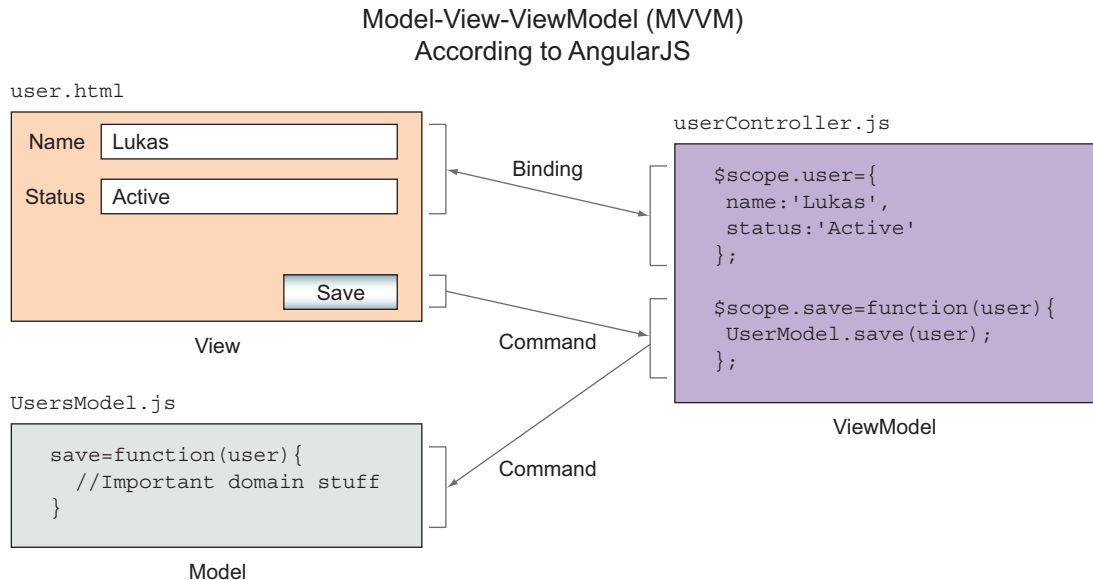 Model-View-ViewModel (MVVM)
According to AngularJS
user.html
Name Lukas
Status Active
Save
View
Binding
Command
userController.js
$scope.user={
name:'Lukas',
status:'Active'
};
$scope.save=function(user){
UserModel.save(user);
};
ViewModel
UsersModel.js
save=function(user){
//Important domain stuff
}
Model
Command